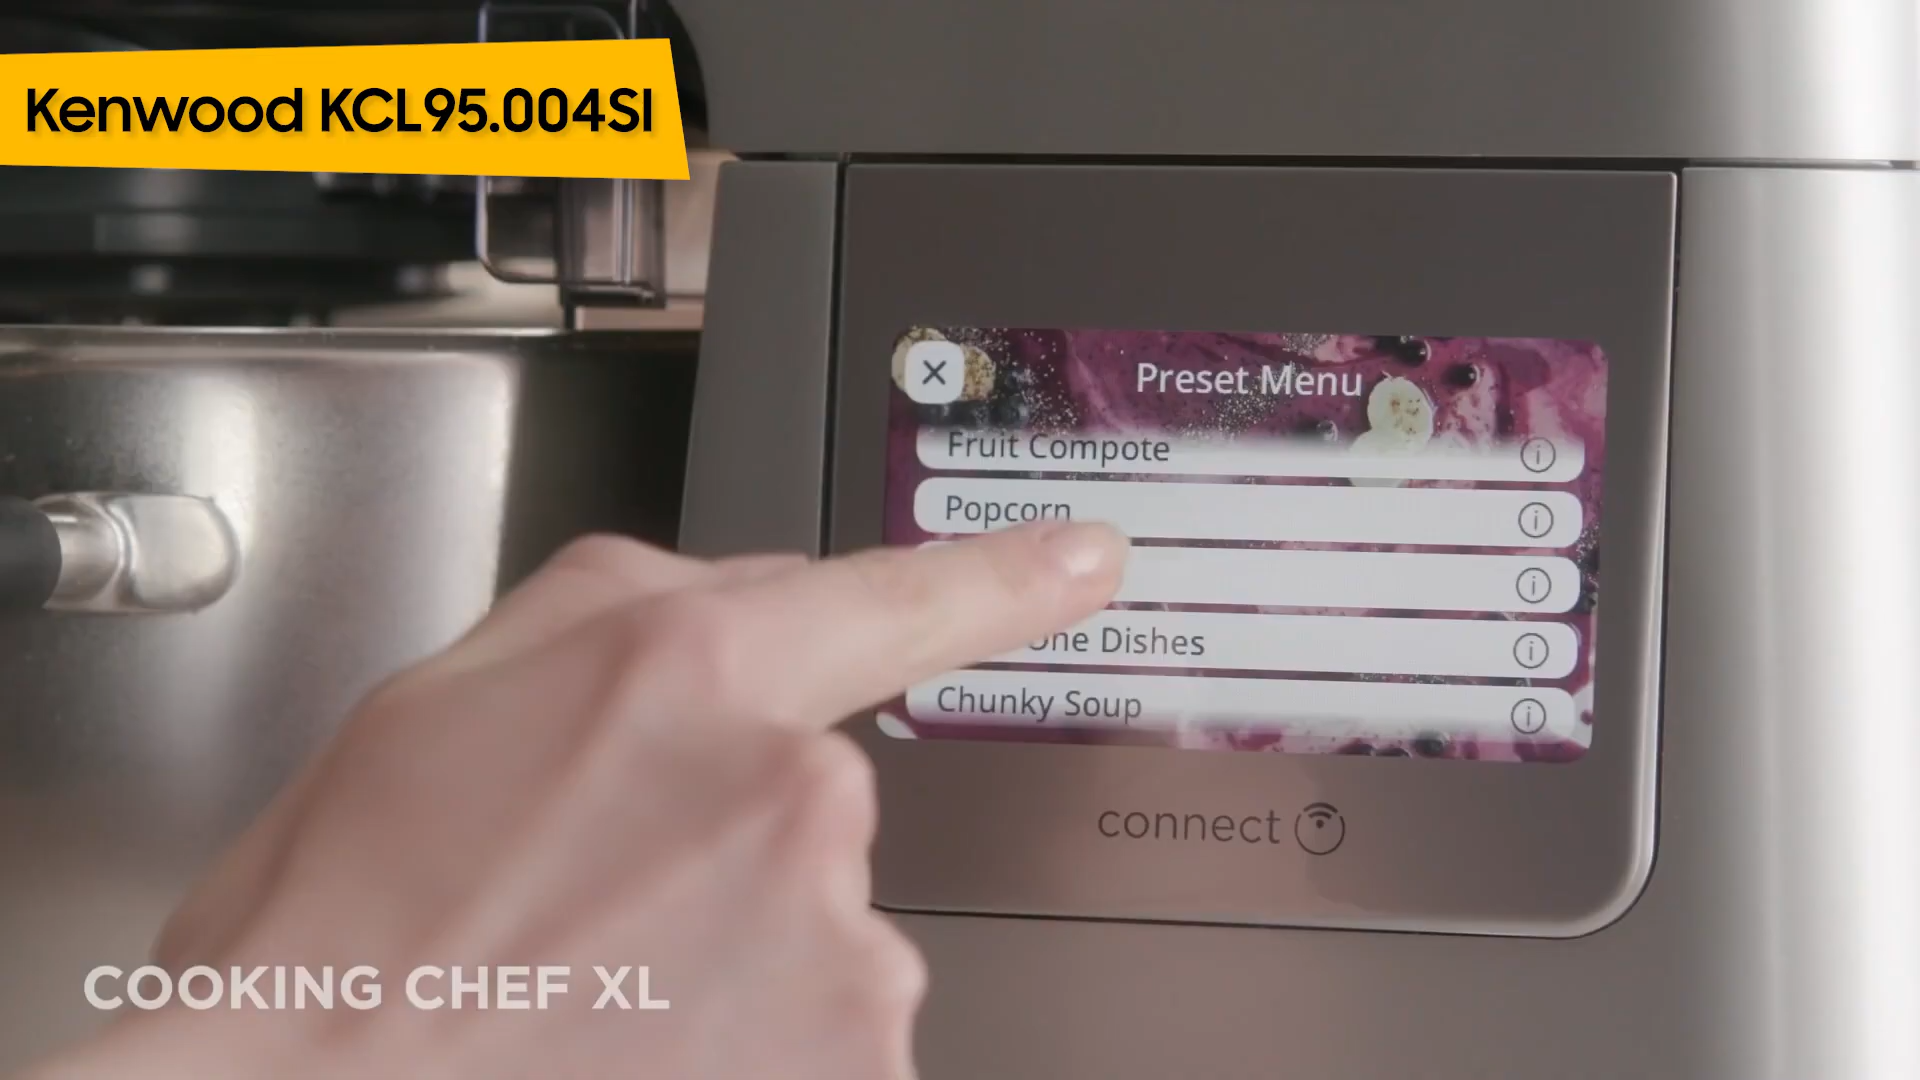 Kenwood KCL95.004SI
Preset Menu
Fruit Compote
Popcorn
Dishes
Chunky Soup
connect
COOKING CHEF XL